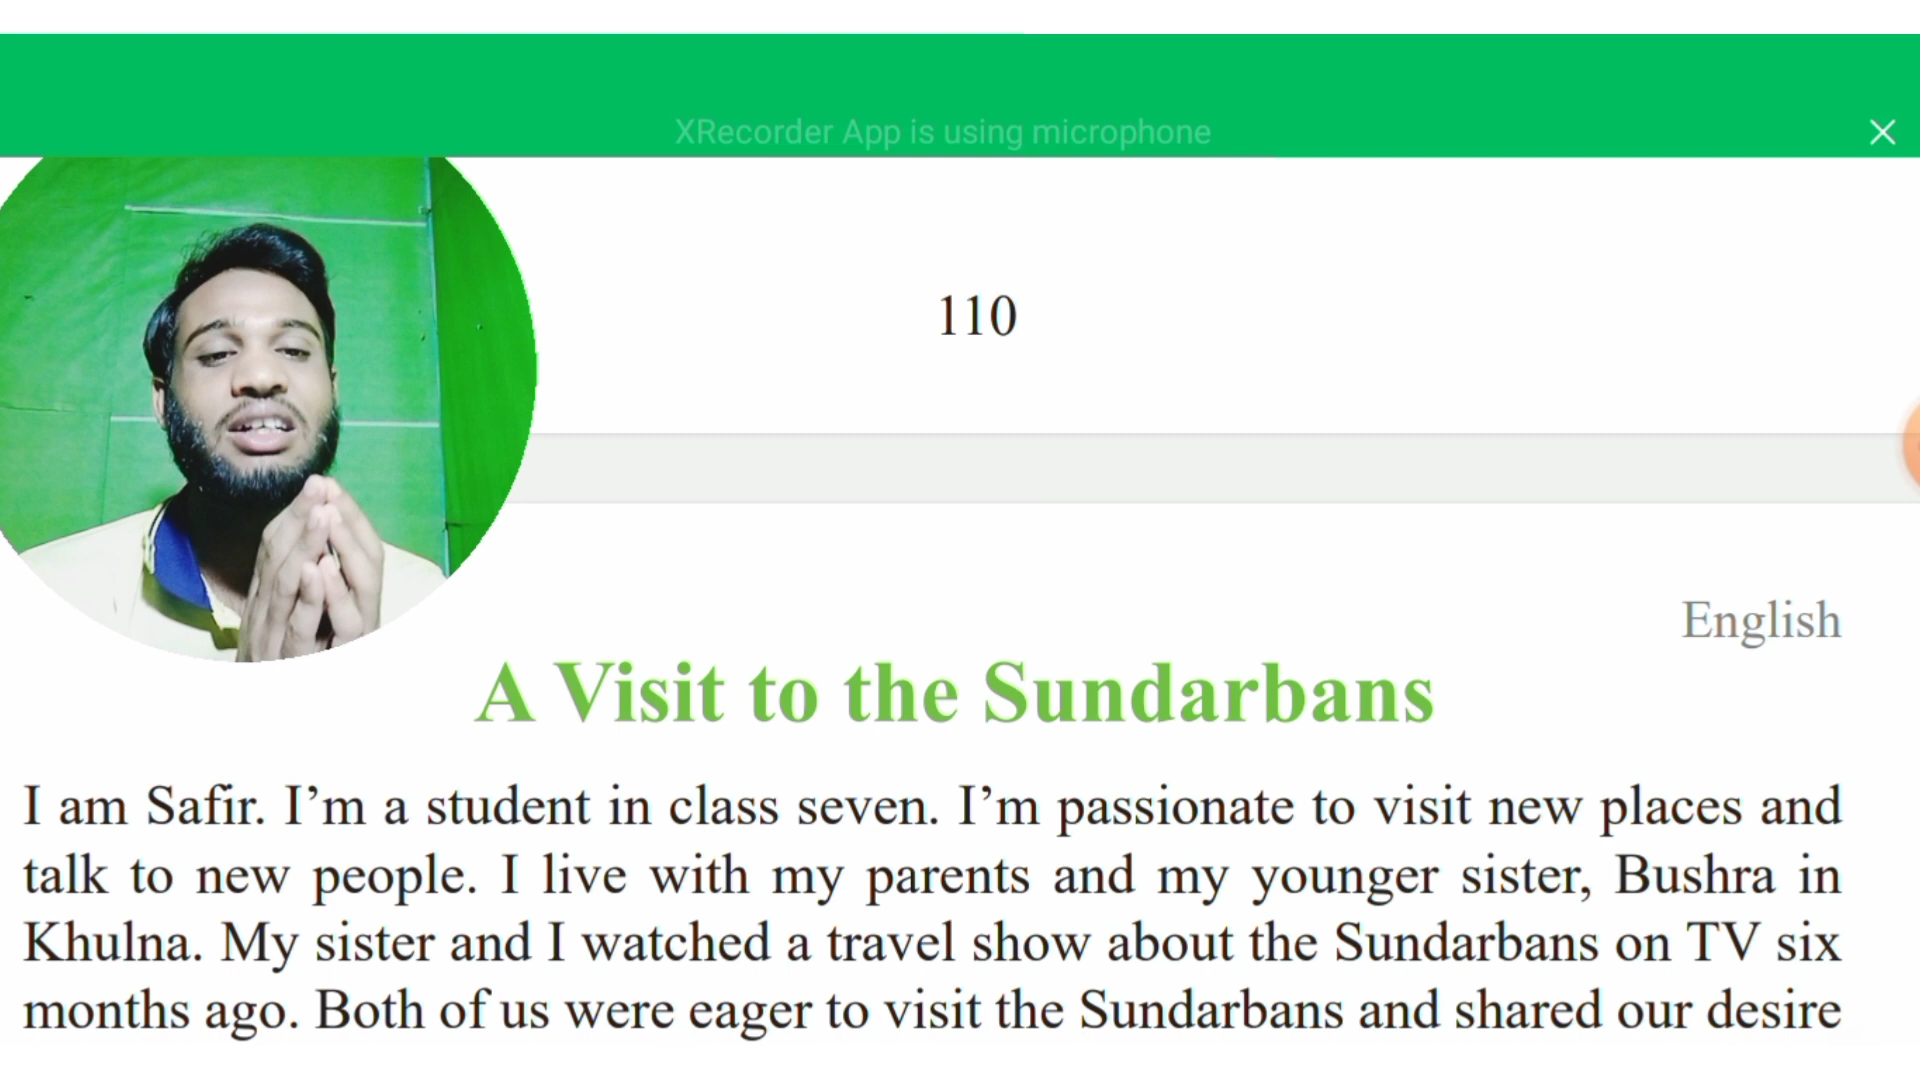 XRecorder App is using microphone
110
English
A Visit to the Sundarbans
I am Safir. I’m a student in class seven. I’m passionate to visit new places and
talk to new people. I live with my parents and my younger sister, Bushra in
Khulna. My sister and I watched a travel show about the Sundarbans on TV six
months ago. Both of us were eager to visit the Sundarbans and shared our desire